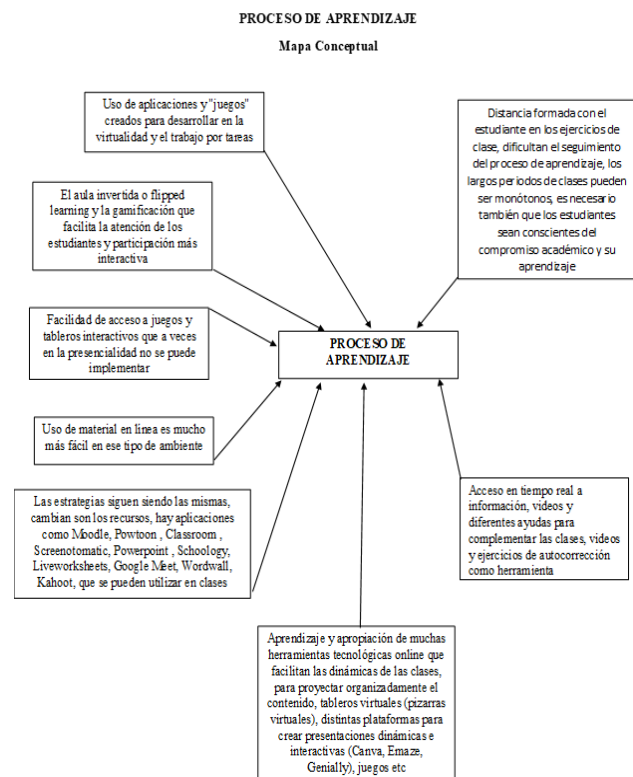 PROCESO DE APRENDIZAJE
Mapa Conceptual
Uso de aplicaciones y "juegos"
creados para desarrollar en la
virtualidad y el trabajo por tareas
Distancia formada con el
estudiante en los ejercicios de
clase, dificultan el seguimiento
del proceso de aprendizaje, los
largos periodos de clases pueden
ser monótonos, es necesario
también que los estudiantes
sean conscientes del
compromiso académico y su
aprendizaje
El aula invertida o flipped
learning y la gamificación que
facilita la atención de los
estudiantes y participación más
interactiva
Facilidad de acceso a juegos y
tableros interactivos que a veces
en la presencialidad no se puede
implementar
PROCESO DE
APRENDIZAJE
Uso de material en línea es mucho
más fácil en ese tipo de ambiente
Las estrategias siguen siendo las mismas,
cambian son los recursos, hay aplicaciones
como Moodle, Powtoon , Classroom ,
Screenotomatic, Powerpoint , Schoology,
Liveworksheets, Google Meet, Wordwall,
Kahoot, que se pueden utilizar en clases
Acceso en tiempo real a
información, videos y
diferentes ayudas para
complementar las clases, videos
y ejercicios de autocorrección
como herramienta
Aprendizaje y apropiación de muchas
herramientas tecnológicas online que
facilitan las dinámicas de las clases,
para proyectar organizadamente el
contenido, tableros virtuales (pizarras
virtuales), distintas plataformas para
crear presentaciones dinámicas e
interactivas (Canva, Emaze,
Genially), juegos etc